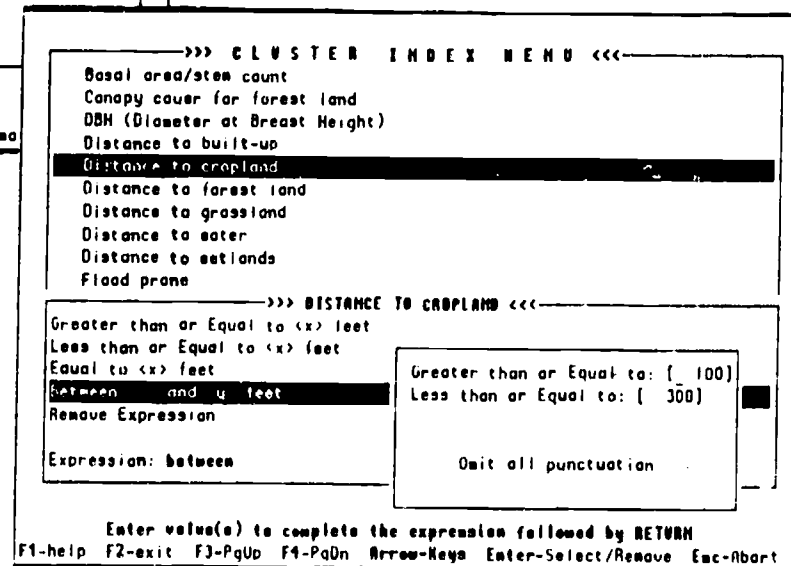 >>> CLUSTER INDEX MENU <<<
Basal area/stem count
Canopy cover for forest land
DBH (Diameter at Breast Height)
Distance to built-up
Distance to cropland
Distance to forest land
Distance to grassland
Distance to water
Distance to wetlands
Flood prone
>>> DISTANCE TO CROPLAND <<<
Greater than or Equal to <x> feet
Less than or Equal to <x> feet
Equal to <x> feet
Between and y feet
Remove Expression
Expression: between
Greater than or Equal to: [_ 100]
Less than or Equal to: [ 300]
Omit all punctuation
Enter value(s) to complete the expression followed by RETURN
F1-help F2-exit F3-PgUp F4-PgDn Arrow-Keys Enter-Select/Remove Esc-Abort